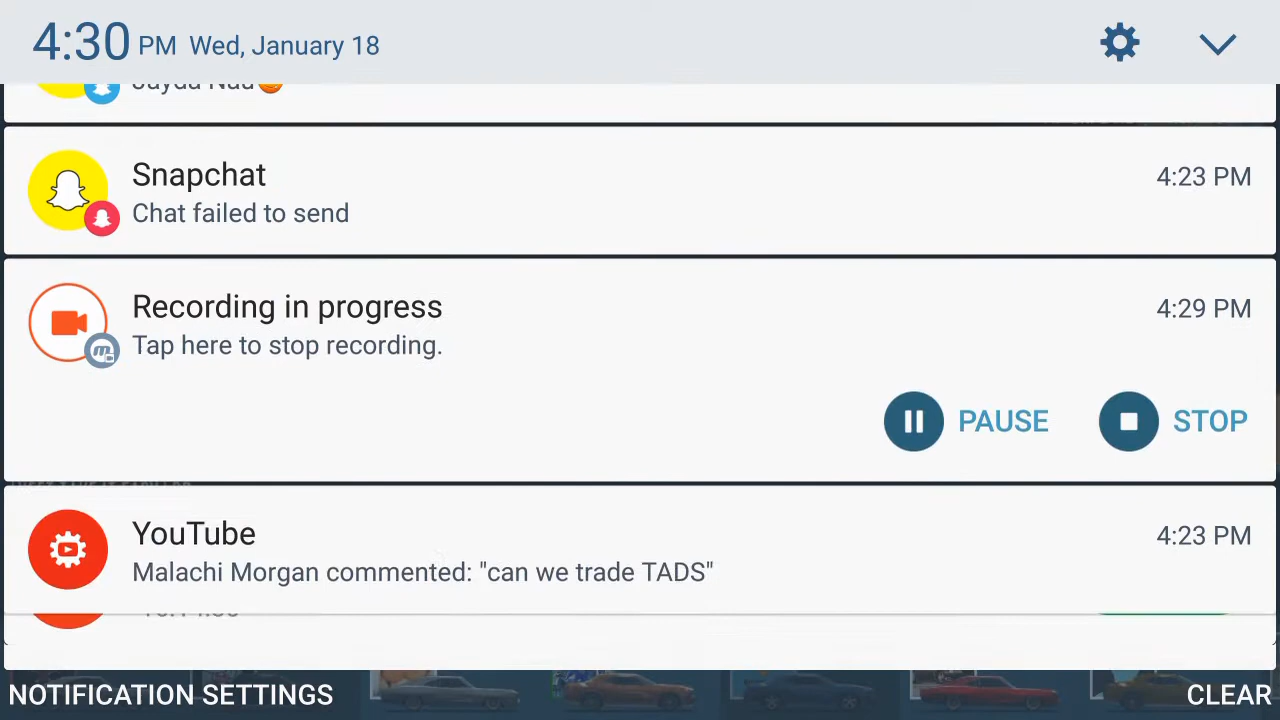 4:30 PM Wed, January 18
Snapchat
4:23 PM
Chat failed to send
Recording in progress
4:29 PM
Tap here to stop recording.
PAUSE
STOP
YouTube
4:23 PM
Malachi Morgan commented: "can we trade TADS"
NOTIFICATION SETTINGS
CLEAR